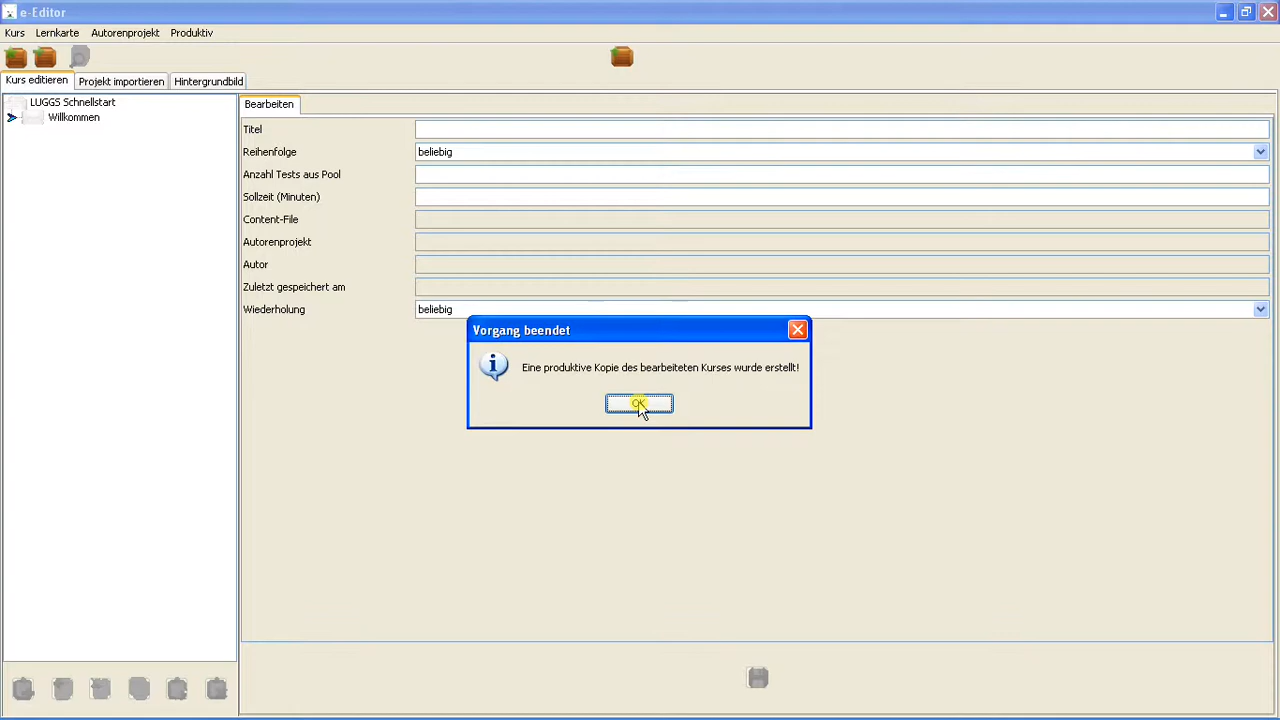 e-Editor
Kurs Lernkarte Autorenprojekt Produktiv
Kurs editieren Projekt importieren Hintergrundbild
LUGGS Schnellstart
Willkommen
Bearbeiten
Titel
Reihenfolge beliebig
Anzahl Tests aus Pool
Sollzeit (Minuten)
Content-File
Autorenprojekt
Autor
Zuletzt gespeichert am
Wiederholung beliebig
Vorgang beendet
Eine produktive Kopie des bearbeiteten Kurses wurde erstellt!
OK